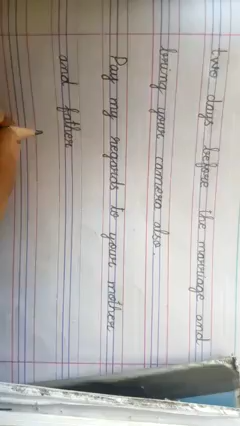 two days before the marriage and
bring your camera also.
Pay my regards to your mother
and father